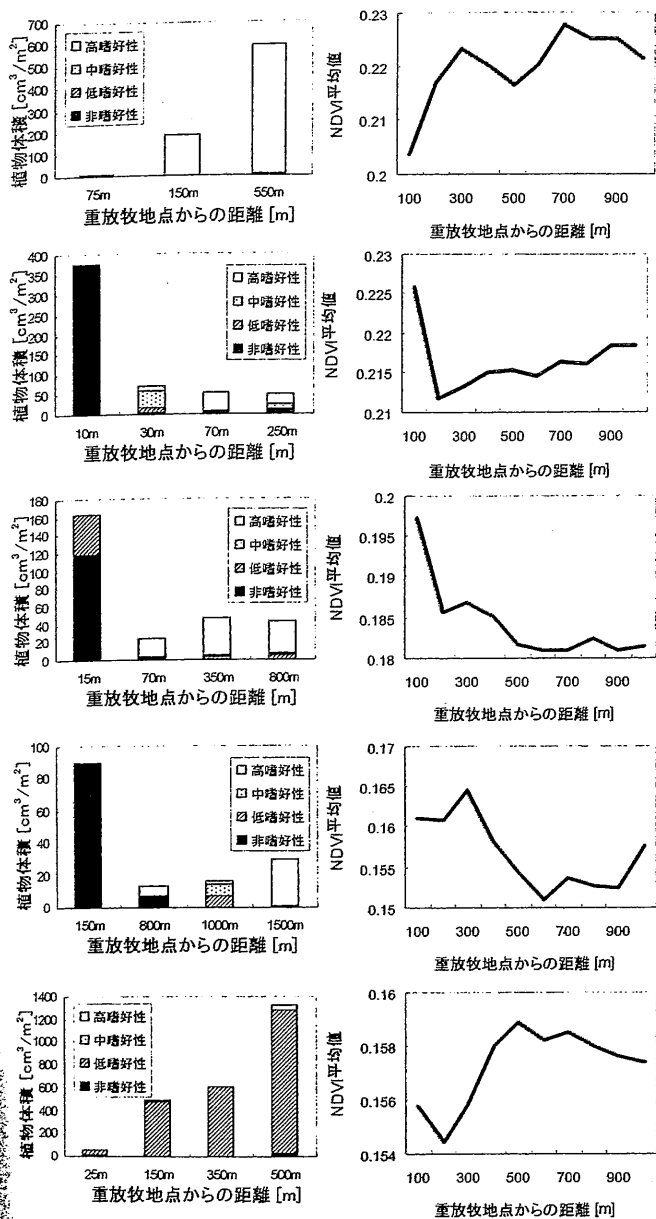 植物体積 [cm³/m²]
700
600
500
400
300
200
100
0
高嗜好性
中嗜好性
低嗜好性
非嗜好性
75m 150m 550m
重放牧地点からの距離 [m]
NDVI平均値
0.23
0.22
0.21
0.2
100 300 500 700 900
重放牧地点からの距離 [m]
植物体積 [cm³/m²]
400
350
300
250
200
150
100
50
0
高嗜好性
中嗜好性
低嗜好性
非嗜好性
10m 30m 70m 250m
重放牧地点からの距離 [m]
NDVI平均値
0.23
0.225
0.22
0.215
0.21
100 300 500 700 900
重放牧地点からの距離 [m]
植物体積 [cm³/m²]
180
160
140
120
100
80
60
40
20
0
高嗜好性
中嗜好性
低嗜好性
非嗜好性
15m 70m 350m 800m
重放牧地点からの距離 [m]
NDVI平均値
0.2
0.195
0.19
0.185
0.18
100 300 500 700 900
重放牧地点からの距離 [m]
植物体積 [cm³/m²]
100
80
60
40
20
0
高嗜好性
中嗜好性
低嗜好性
非嗜好性
150m 800m 1000m 1500m
重放牧地点からの距離 [m]
NDVI平均値
0.17
0.165
0.16
0.155
0.15
100 300 500 700 900
重放牧地点からの距離 [m]
植物体積 [cm³/m²]
1400
1200
1000
800
600
400
200
0
高嗜好性
中嗜好性
低嗜好性
非嗜好性
25m 150m 350m 500m
重放牧地点からの距離 [m]
NDVI平均値
0.16
0.158
0.156
0.154
100 300 500 700 900
重放牧地点からの距離 [m]